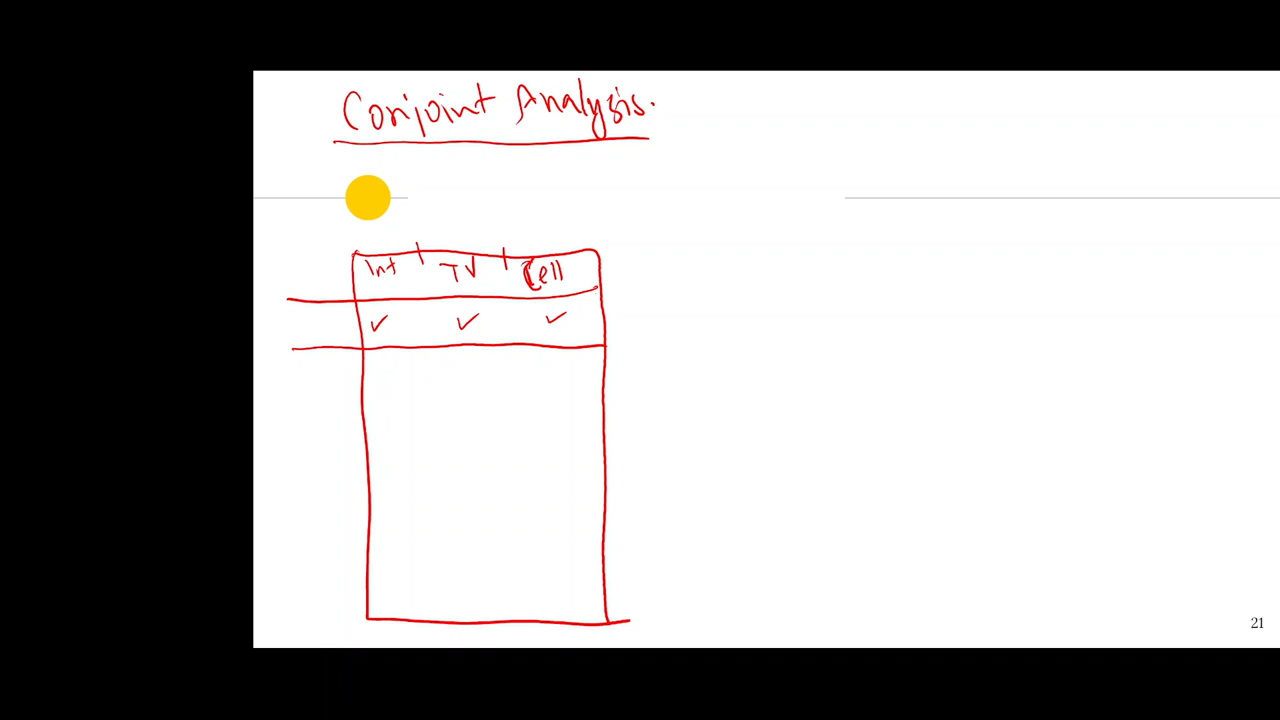 Conjoint Analysis.
Int TV Cell
✓ ✓ ✓
21